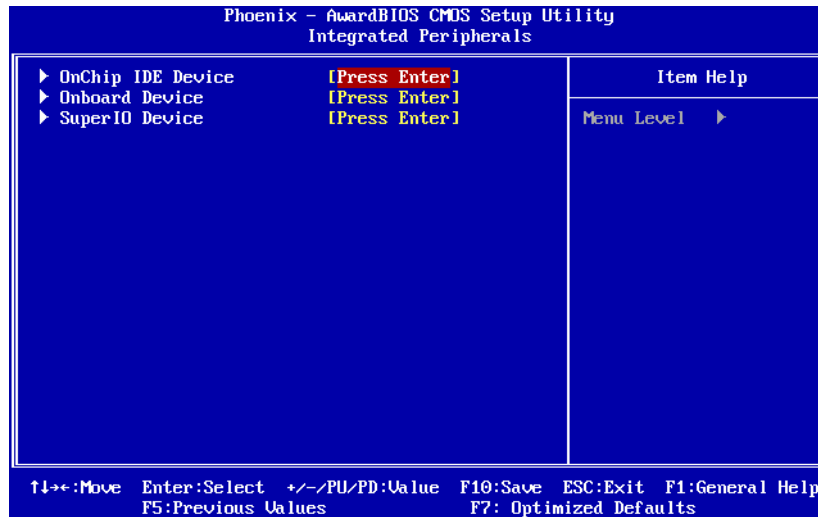 Phoenix - AwardBIOS CMOS Setup Utility
Integrated Peripherals
▶ OnChip IDE Device [Press Enter]
▶ Onboard Device [Press Enter]
▶ SuperIO Device [Press Enter]
Item Help
Menu Level ▶
↑↓→←:Move Enter:Select +/-/PU/PD:Value F10:Save ESC:Exit F1:General Help
F5:Previous Values F7: Optimized Defaults